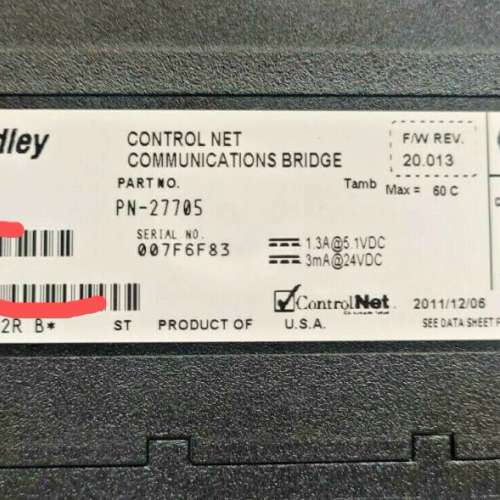 dley
CONTROL NET
COMMUNICATIONS BRIDGE
F/W REV.
20.013
PART NO.
PN-27705
Tamb Max = 60 C
SERIAL NO.
007F6F83
1.3A@5.1VDC
3mA@24VDC
ControlNet
2011/12/06
2R B*
ST PRODUCT OF U.S.A.
SEE DATA SHEET F